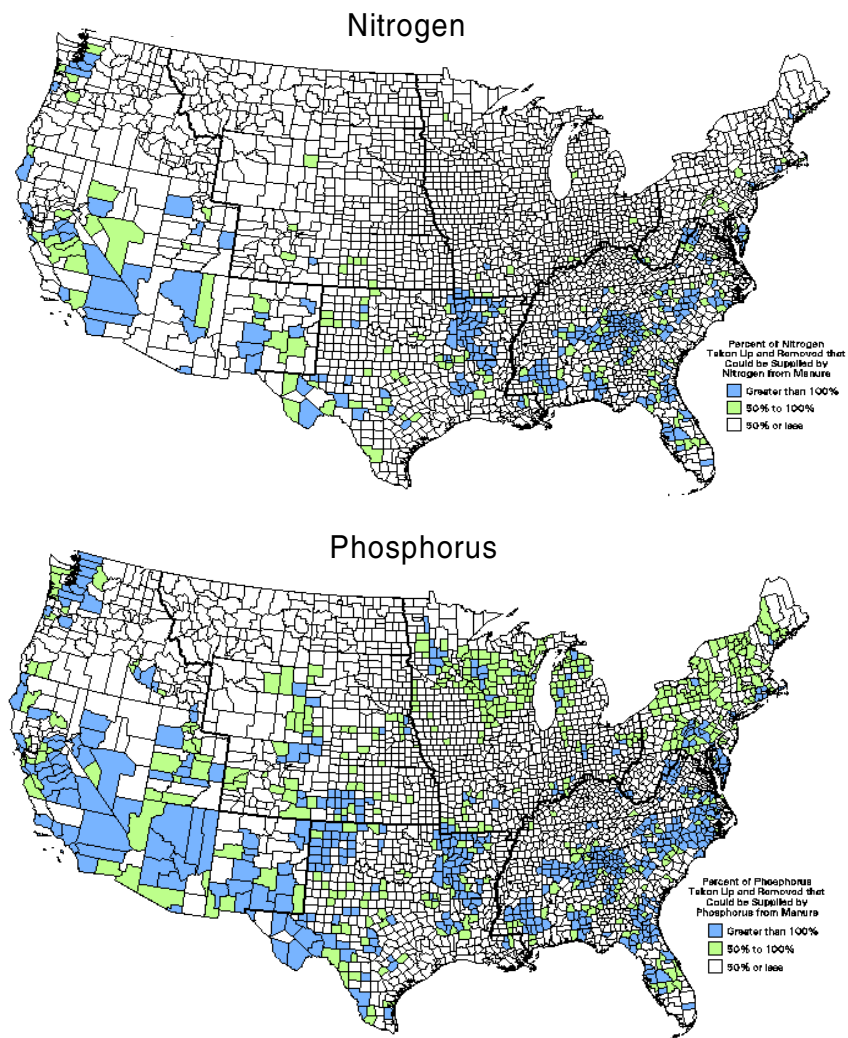 Nitrogen
Percent of Nitrogen
Taken Up and Removed that
Could be Supplied by
Nitrogen from Manure
Greater than 100%
50% to 100%
50% or less
Phosphorus
Percent of Phosphorus
Taken Up and Removed that
Could be Supplied by
Phosphorus from Manure
Greater than 100%
50% to 100%
50% or less